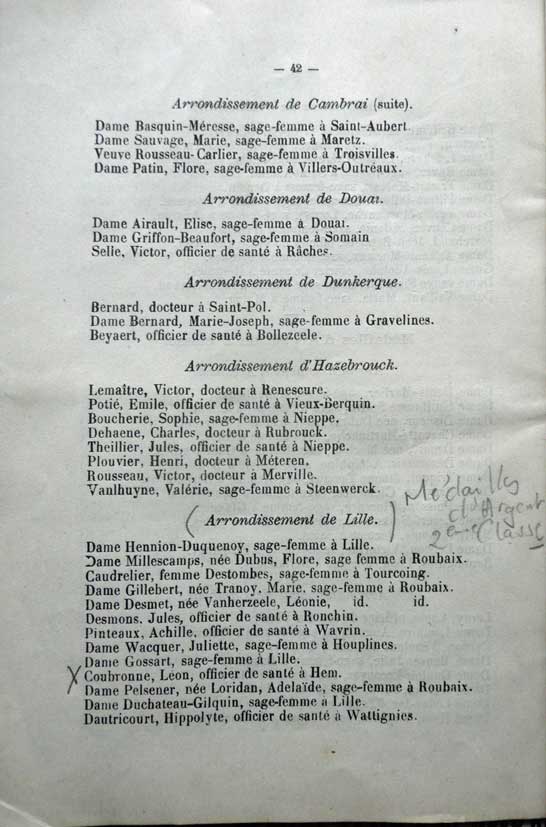 — 42 —
Arrondissement de Cambrai (suite).
Dame Basquin-Méresse, sage-femme à Saint-Aubert.
Dame Sauvage, Marie, sage-femme à Maretz.
Veuve Rousseau-Carlier, sage-femme à Troisvilles.
Dame Patin, Flore, sage-femme à Villers-Outréaux.
Arrondissement de Douai.
Dame Airault, Elise, sage-femme à Douai.
Dame Griffon-Beaufort, sage-femme à Somain
Selle, Victor, officier de santé à Râches.
Arrondissement de Dunkerque.
Bernard, docteur à Saint-Pol.
Dame Bernard, Marie-Joseph, sage-femme à Gravelines.
Beyaert, officier de santé à Bollezeele.
Arrondissement d'Hazebrouck.
Lemaître, Victor, docteur à Renescure.
Potié, Emile, officier de santé à Vieux-Berquin.
Boucherie, Sophie, sage-femme à Nieppe.
Dehaene, Charles, docteur à Rubrouck.
Theillier, Jules, officier de santé à Nieppe.
Plouvier, Henri, docteur à Méteren.
Rousseau, Victor, docteur à Merville.
Vanlhuyne, Valérie, sage-femme à Steenwerck.
Médailles
d'Argent
2ème Classe
(Arrondissement de Lille.)
Dame Hennion-Duquenoy, sage-femme à Lille.
Dame Millescamps, née Dubus, Flore, sage femme à Roubaix.
Caudrelier, femme Destombes, sage-femme à Tourcoing.
Dame Gillebert, née Tranoy, Marie, sage-femme à Roubaix.
Dame Desmet, née Vanherzeele, Léonie, id. id.
Desmons, Jules, officier de santé à Ronchin.
Pinteaux, Achille, officier de santé à Wavrin.
Dame Wacquer, Juliette, sage-femme à Houplines.
Dame Gossart, sage-femme à Lille.
X Coubronne, Léon, officier de santé à Hem.
Dame Pelsener, née Loridan, Adelaïde, sage-femme à Roubaix.
Dame Duchateau-Gilquin, sage-femme à Lille.
Dautricourt, Hippolyte, officier de santé à Wattignies.